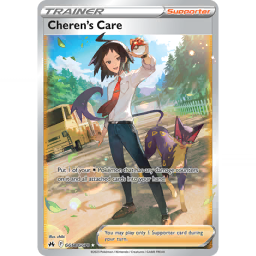 TRAINER
Supporter
Cheren's Care
Put 1 of your Pokémon that has any damage counters
on it and all attached cards into your hand.
You may play only 1 Supporter card during
your turn.